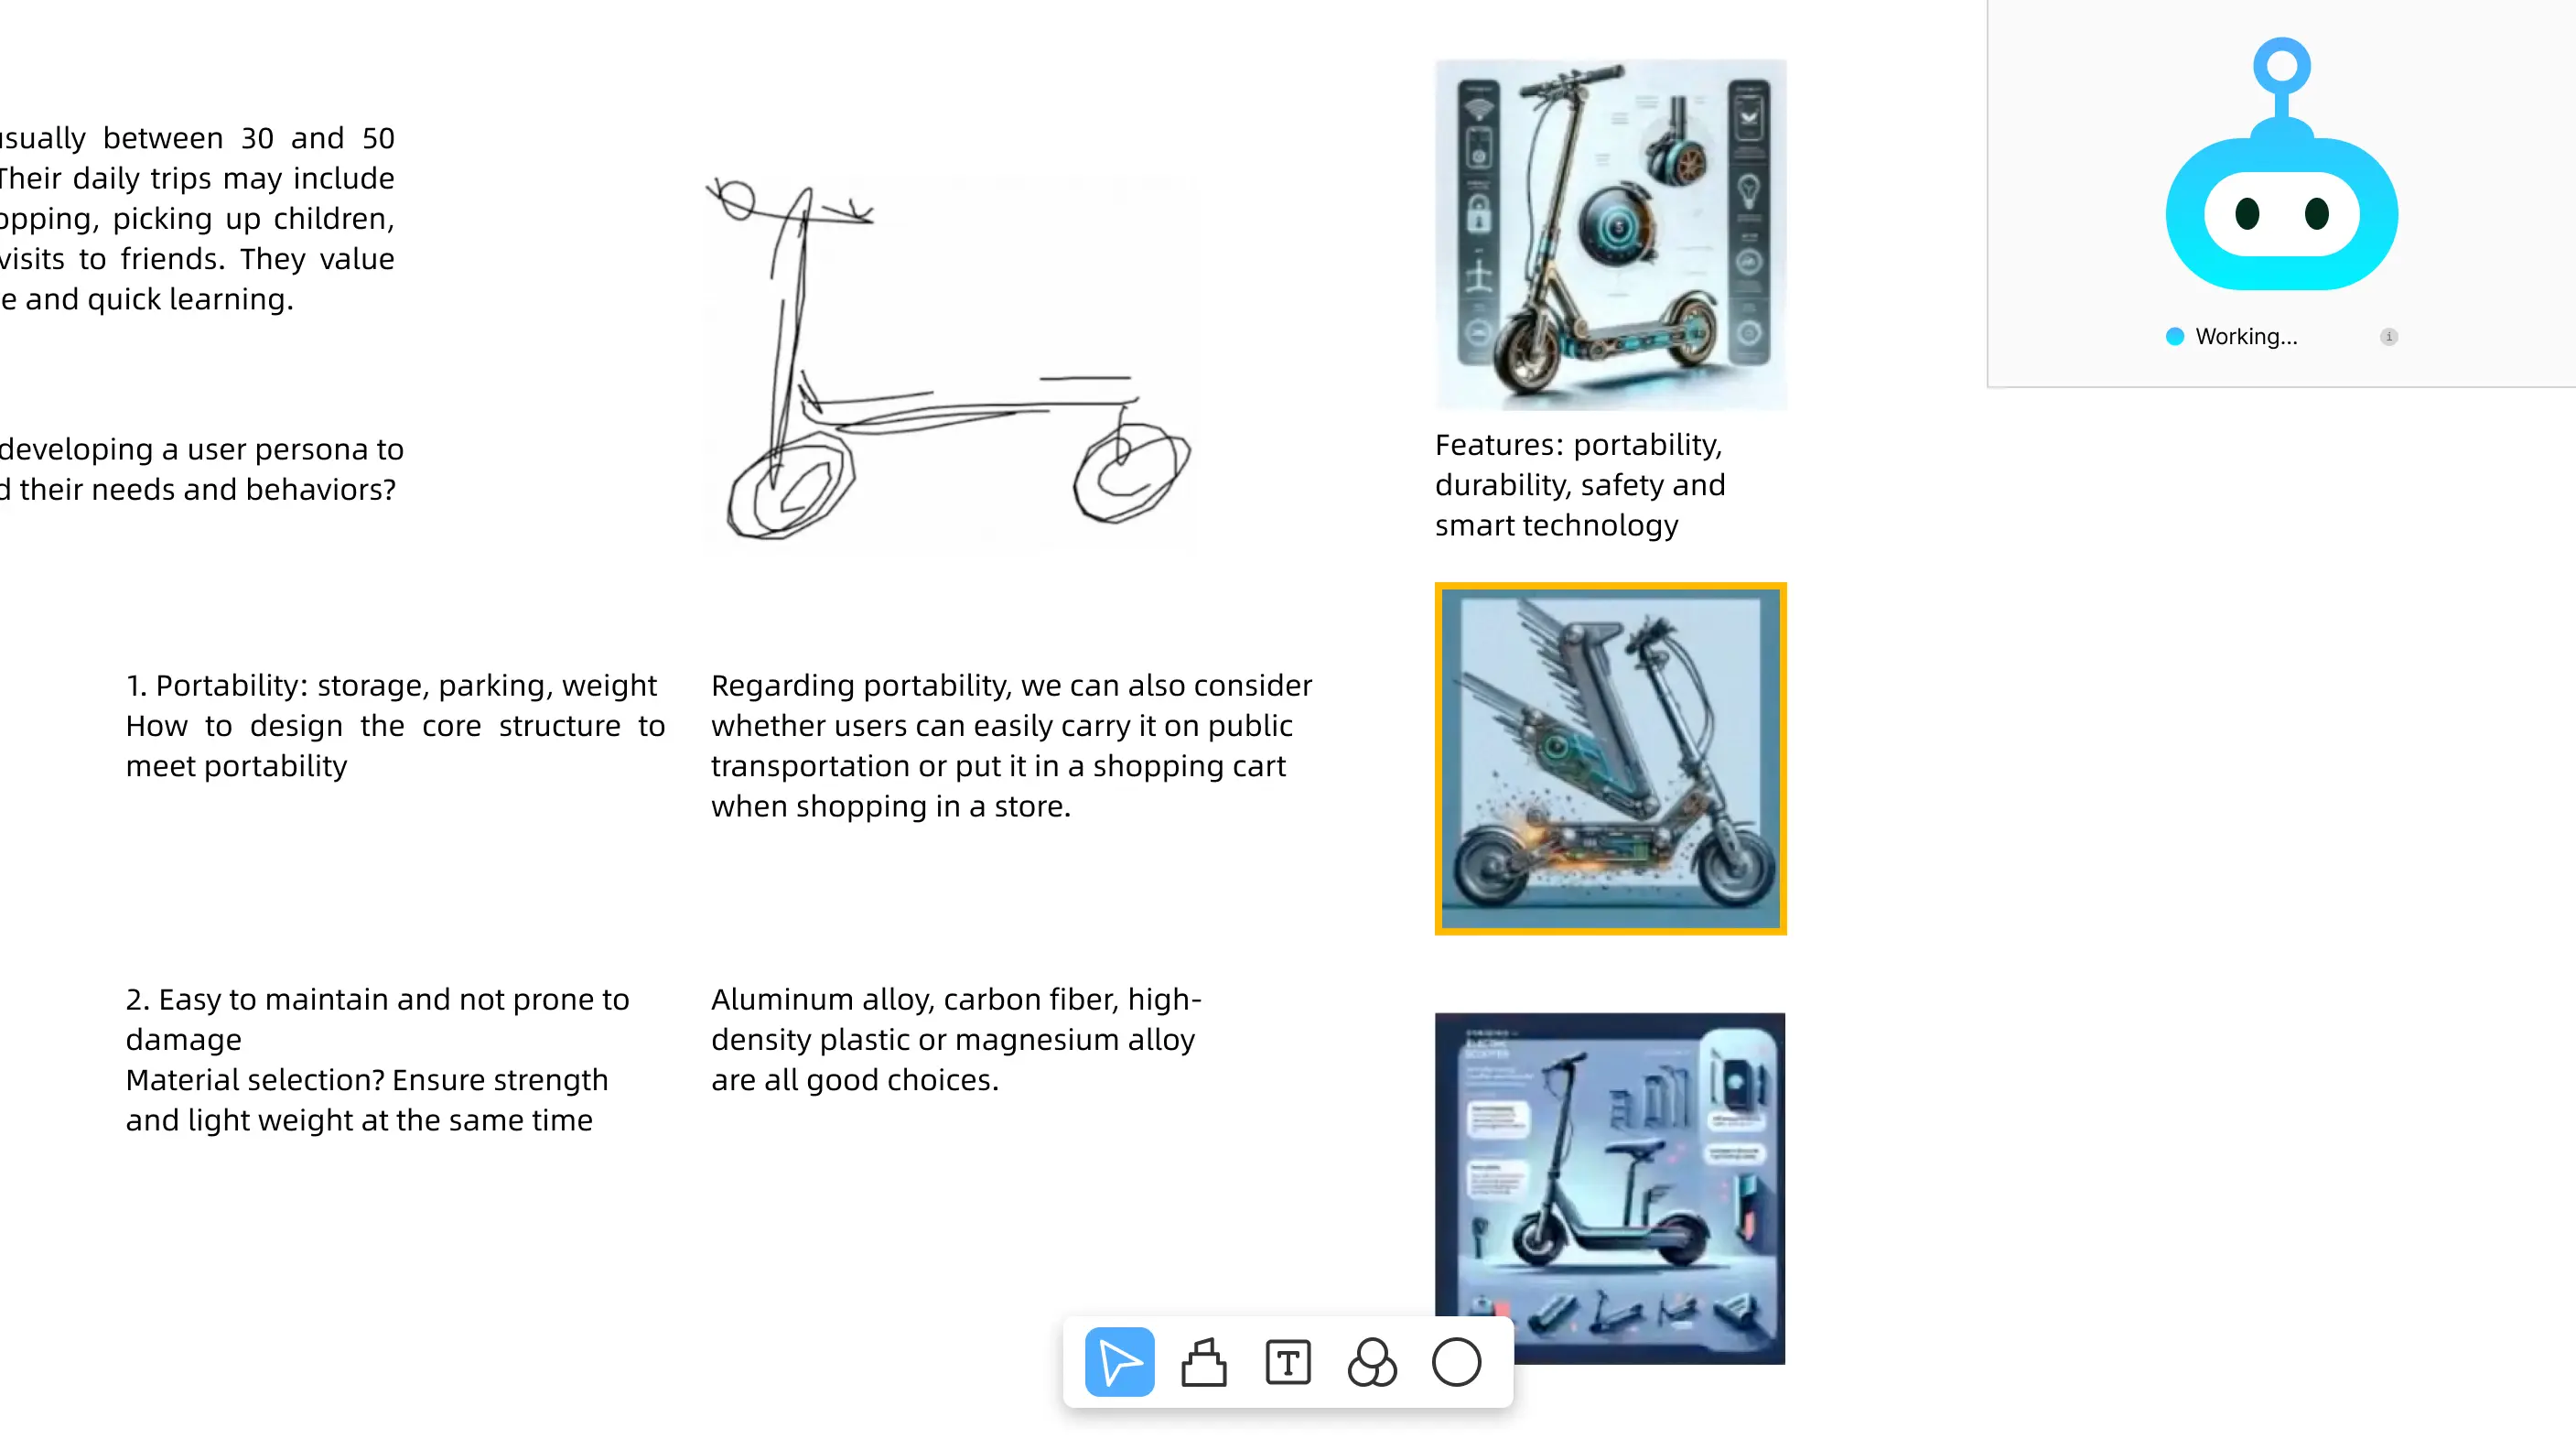 usually between 30 and 50
Their daily trips may include
opping, picking up children,
visits to friends. They value
e and quick learning.
developing a user persona to
d their needs and behaviors?
Features: portability,
durability, safety and
smart technology
Working...
1. Portability: storage, parking, weight
How to design the core structure to
meet portability
Regarding portability, we can also consider
whether users can easily carry it on public
transportation or put it in a shopping cart
when shopping in a store.
2. Easy to maintain and not prone to
damage
Material selection? Ensure strength
and light weight at the same time
Aluminum alloy, carbon fiber, high-
density plastic or magnesium alloy
are all good choices.